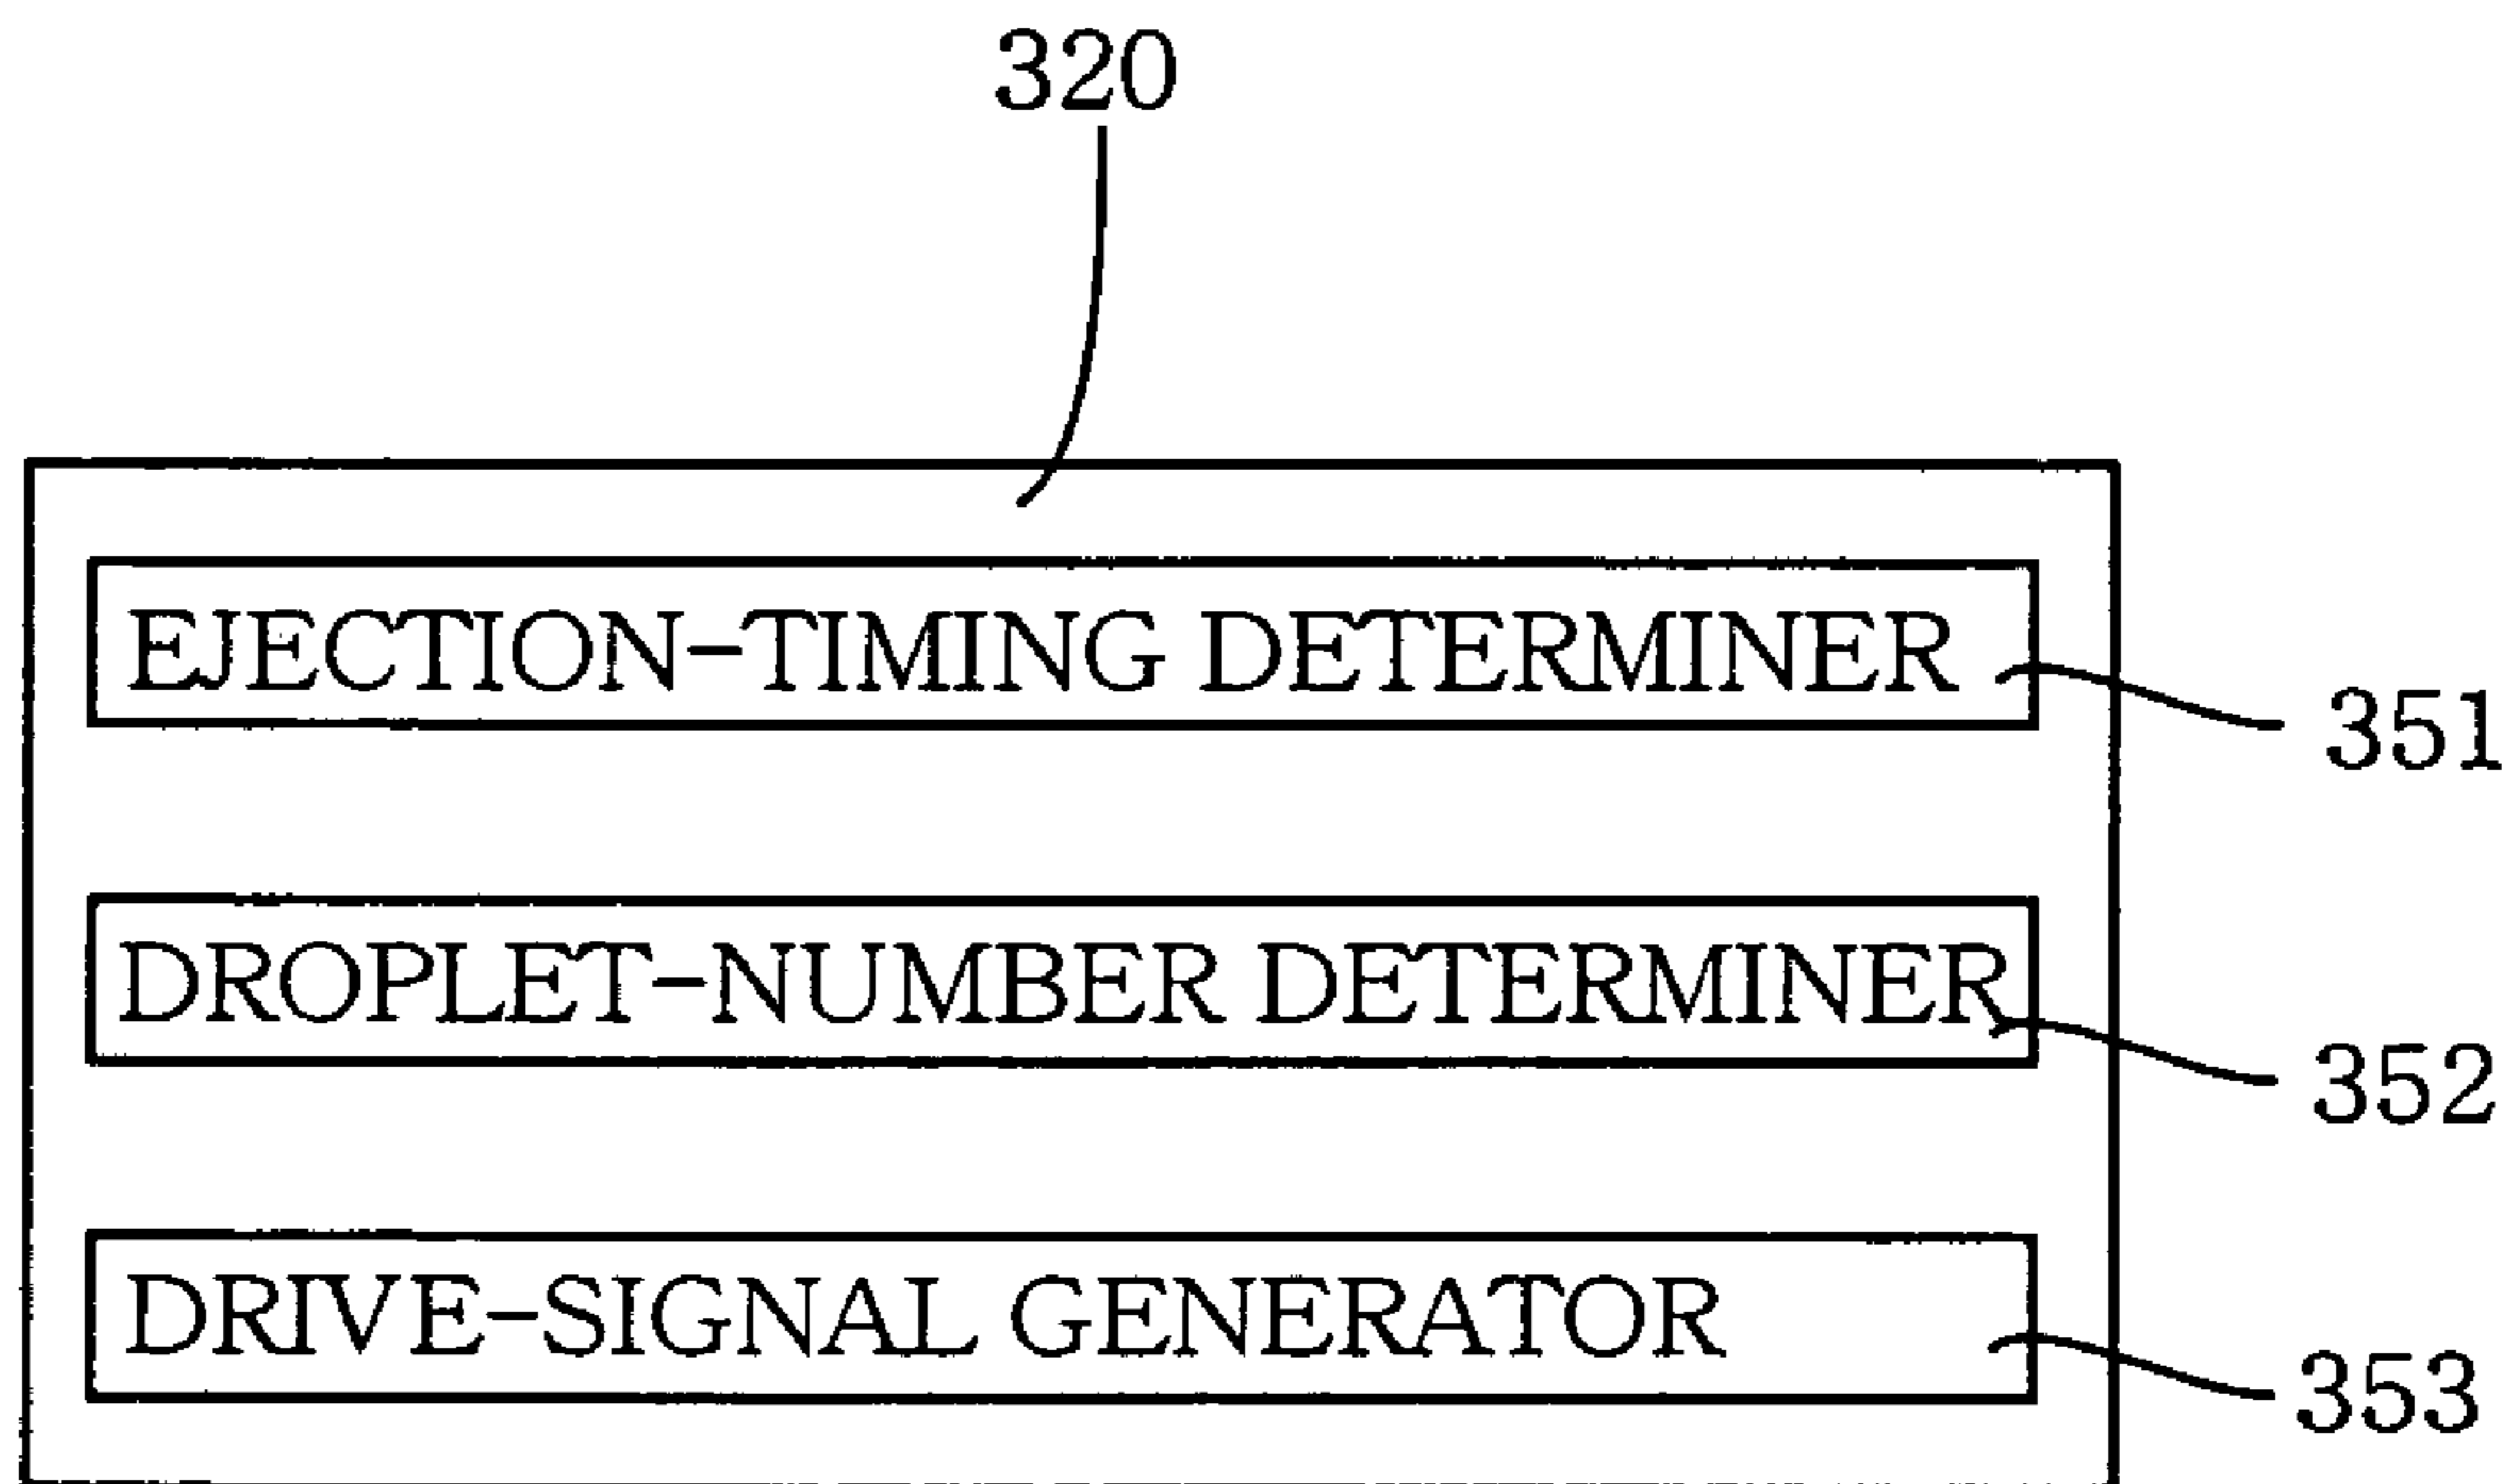 320
EJECTION-TIMING DETERMINER
351
DROPLET-NUMBER DETERMINER
352
DRIVE-SIGNAL GENERATOR
353